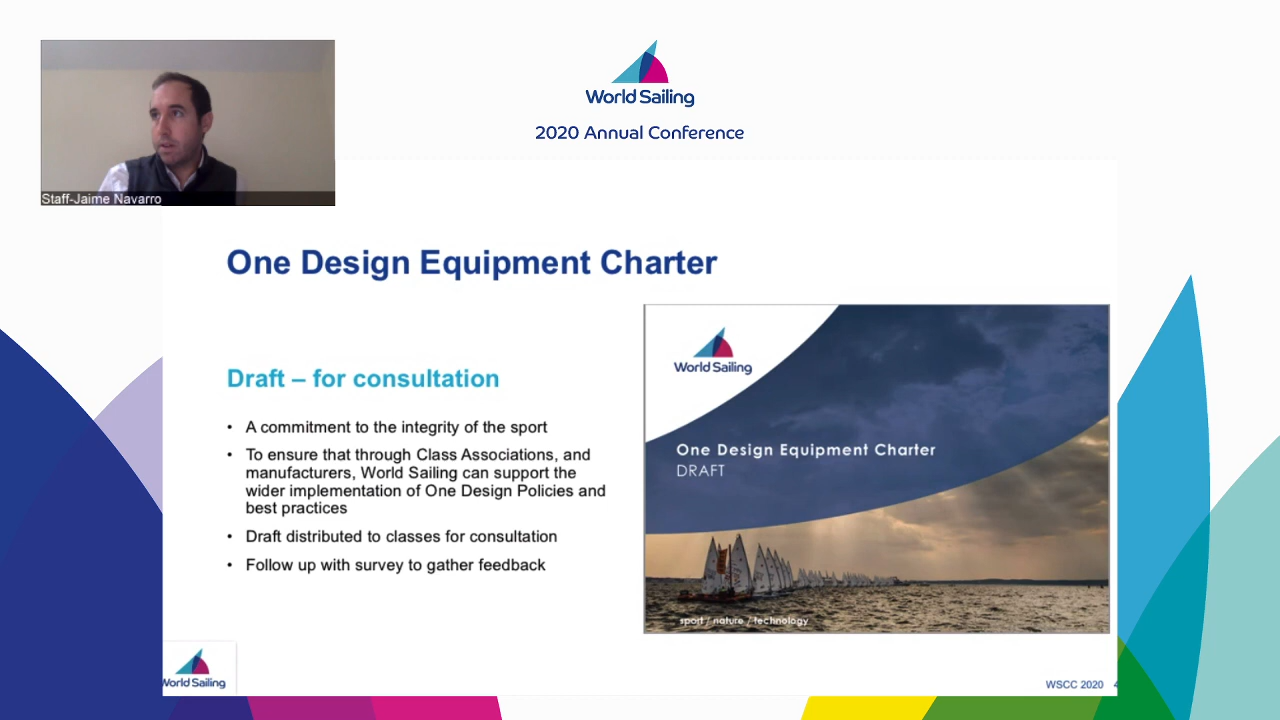 World Sailing
2020 Annual Conference
Staff-Jaime Navarro
One Design Equipment Charter
Draft – for consultation
• A commitment to the integrity of the sport
• To ensure that through Class Associations, and
manufacturers, World Sailing can support the
wider implementation of One Design Policies and
best practices
• Draft distributed to classes for consultation
• Follow up with survey to gather feedback
World Sailing
One Design Equipment Charter
DRAFT
sport / nature / technology
World Sailing
WSCC 2020